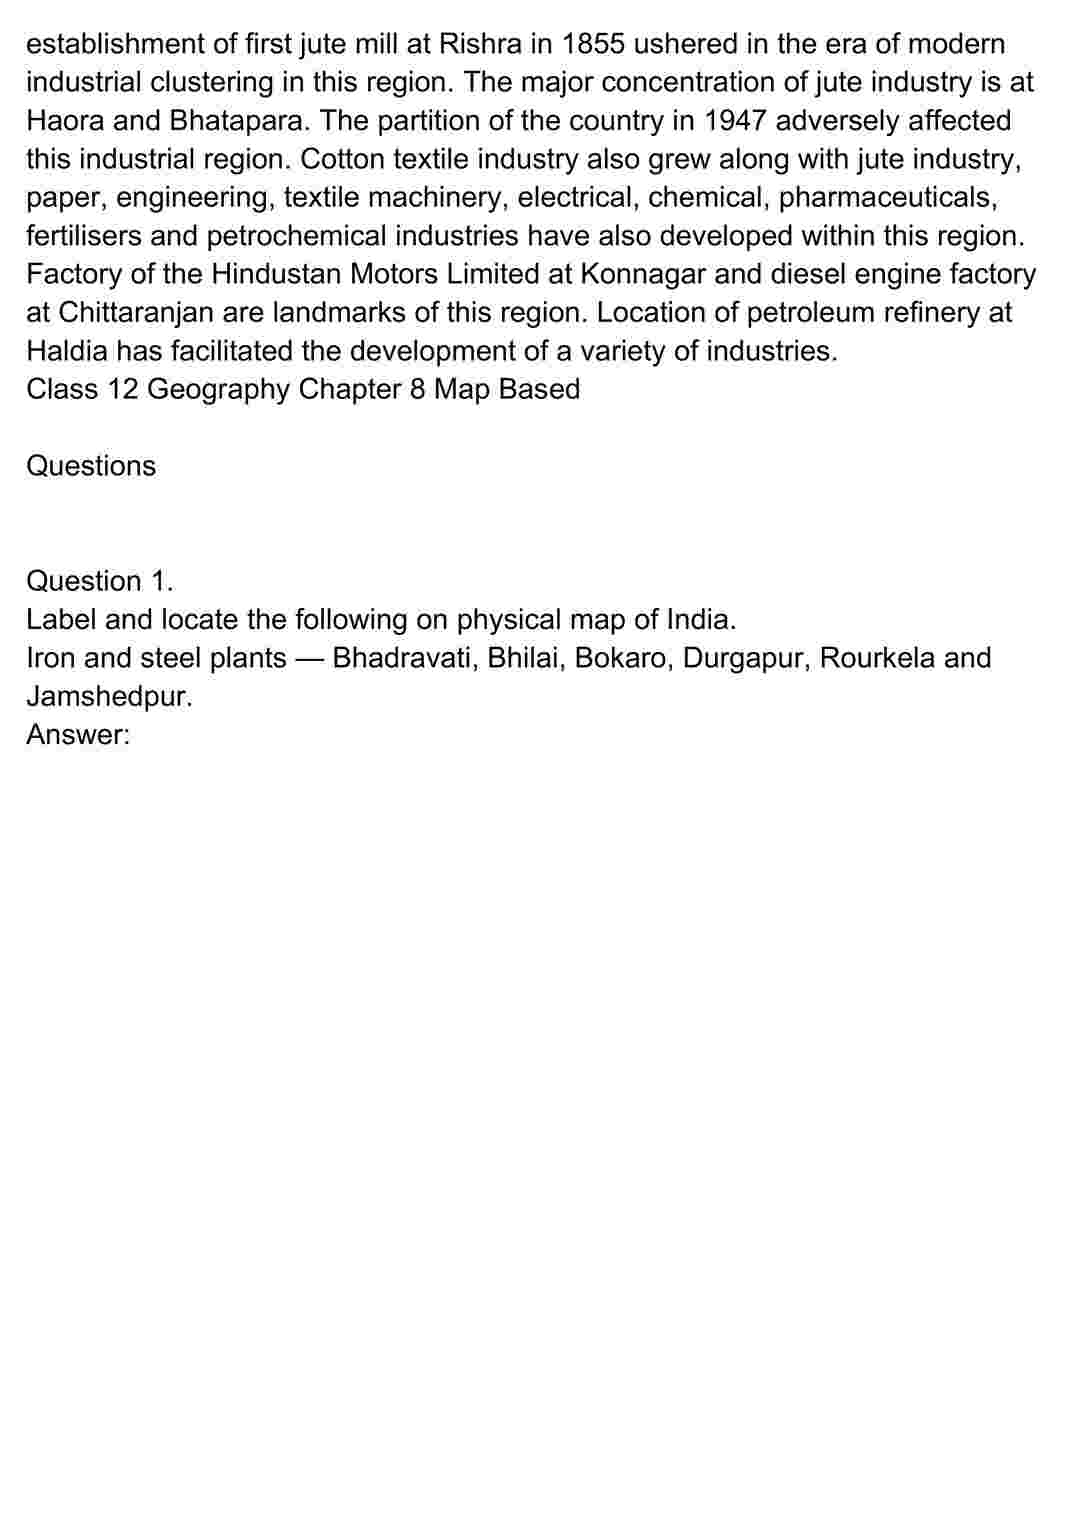 establishment of first jute mill at Rishra in 1855 ushered in the era of modern
industrial clustering in this region. The major concentration of jute industry is at
Haora and Bhatapara. The partition of the country in 1947 adversely affected
this industrial region. Cotton textile industry also grew along with jute industry,
paper, engineering, textile machinery, electrical, chemical, pharmaceuticals,
fertilisers and petrochemical industries have also developed within this region.
Factory of the Hindustan Motors Limited at Konnagar and diesel engine factory
at Chittaranjan are landmarks of this region. Location of petroleum refinery at
Haldia has facilitated the development of a variety of industries.
Class 12 Geography Chapter 8 Map Based
Questions
Question 1.
Label and locate the following on physical map of India.
Iron and steel plants — Bhadravati, Bhilai, Bokaro, Durgapur, Rourkela and
Jamshedpur.
Answer: